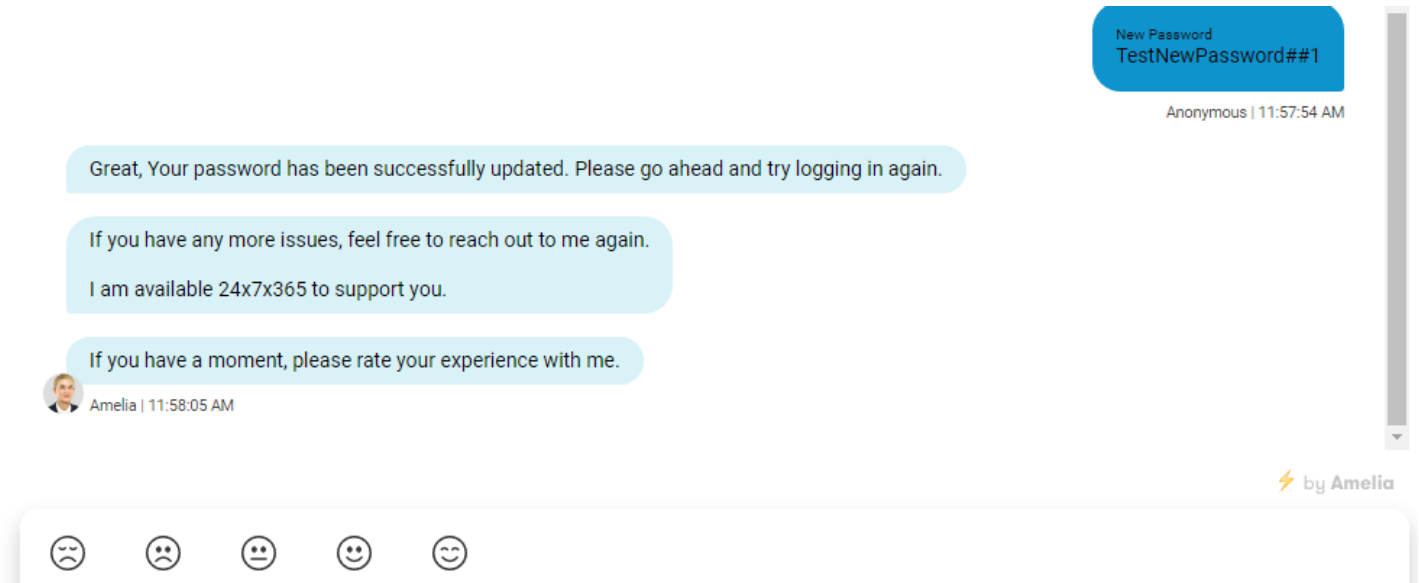 New Password
TestNewPassword##1
Anonymous | 11:57:54 AM
Great, Your password has been successfully updated. Please go ahead and try logging in again.
If you have any more issues, feel free to reach out to me again.
I am available 24x7x365 to support you.
If you have a moment, please rate your experience with me.
Amelia | 11:58:05 AM
⚡ by Amelia